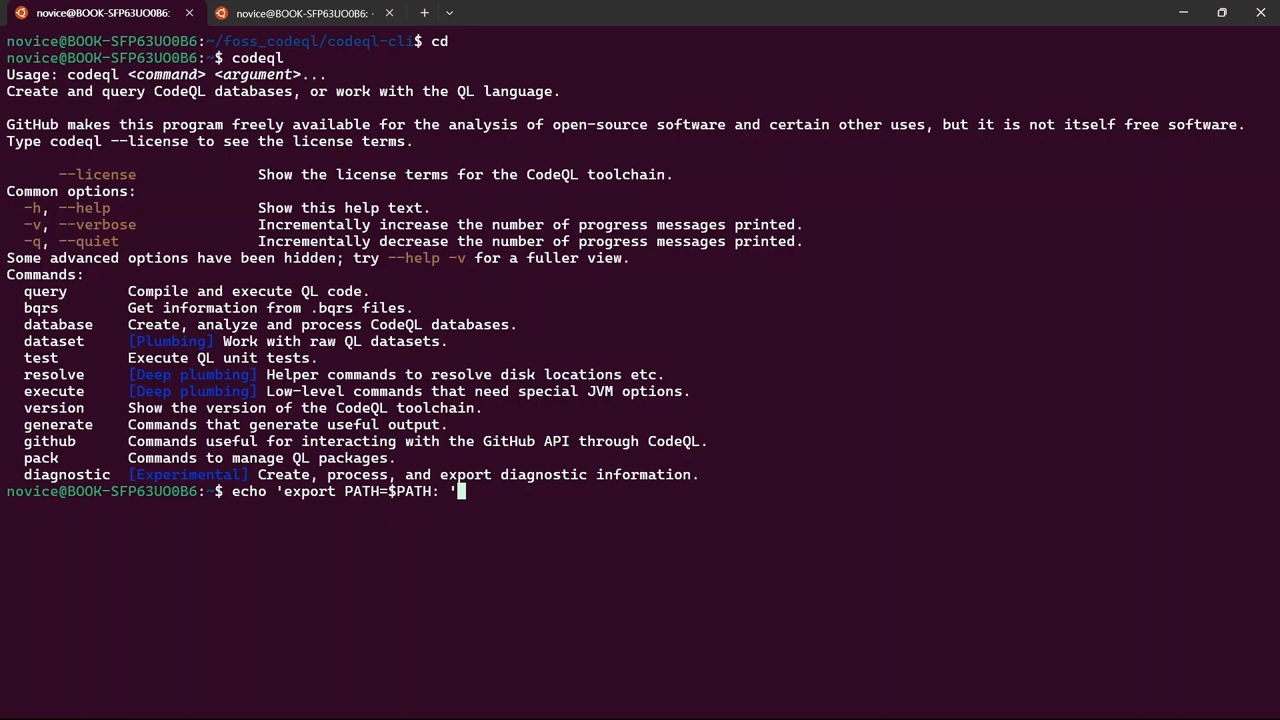 novice@BOOK-SFP63UO0B6:
novice@BOOK-SFP63UO0B6: ~
novice@BOOK-SFP63UO0B6:~/foss_codeql/codeql-cli$ cd
novice@BOOK-SFP63UO0B6:~$ codeql
Usage: codeql <command> <argument>...
Create and query CodeQL databases, or work with the QL language.
GitHub makes this program freely available for the analysis of open-source software and certain other uses, but it is not itself free software.
Type codeql --license to see the license terms.
--license Show the license terms for the CodeQL toolchain.
Common options:
-h, --help Show this help text.
-v, --verbose Incrementally increase the number of progress messages printed.
-q, --quiet Incrementally decrease the number of progress messages printed.
Some advanced options have been hidden; try --help -v for a fuller view.
Commands:
query Compile and execute QL code.
bqrs Get information from .bqrs files.
database Create, analyze and process CodeQL databases.
dataset [Plumbing] Work with raw QL datasets.
test Execute QL unit tests.
resolve [Deep plumbing] Helper commands to resolve disk locations etc.
execute [Deep plumbing] Low-level commands that need special JVM options.
version Show the version of the CodeQL toolchain.
generate Commands that generate useful output.
github Commands useful for interacting with the GitHub API through CodeQL.
pack Commands to manage QL packages.
diagnostic [Experimental] Create, process, and export diagnostic information.
novice@BOOK-SFP63UO0B6:~$ echo 'export PATH=$PATH: '